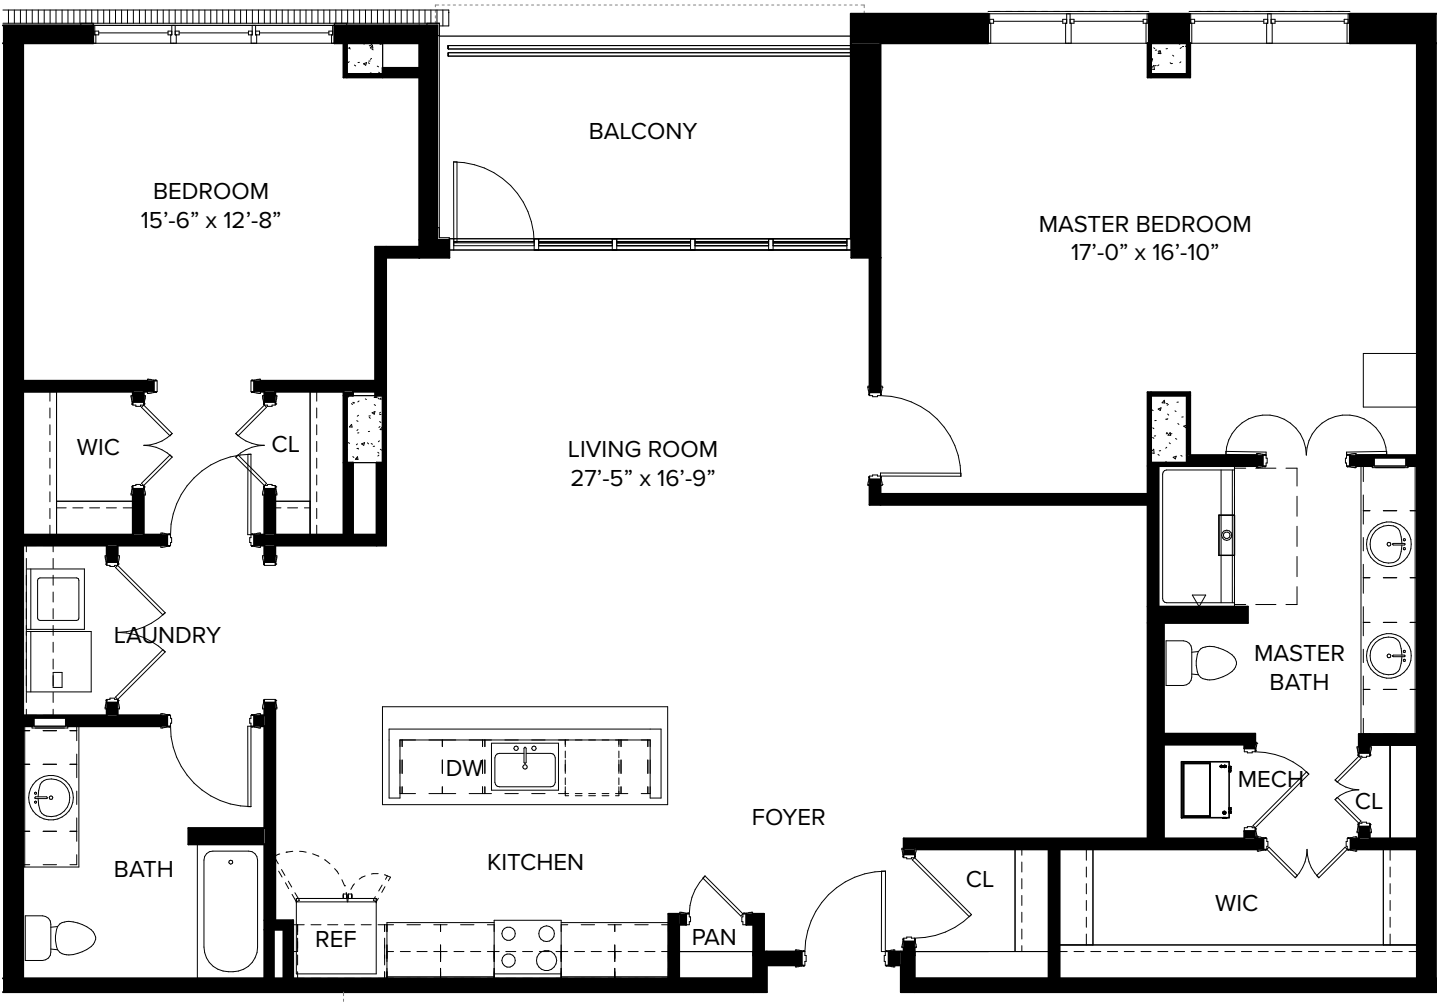 BALCONY
BEDROOM
15’-6” x 12’-8”
MASTER BEDROOM
17’-0” x 16’-10”
WIC
CL
LIVING ROOM
27’-5” x 16’-9”
LAUNDRY
MASTER
BATH
DW
MECH
CL
FOYER
BATH
KITCHEN
CL
WIC
REF
PAN